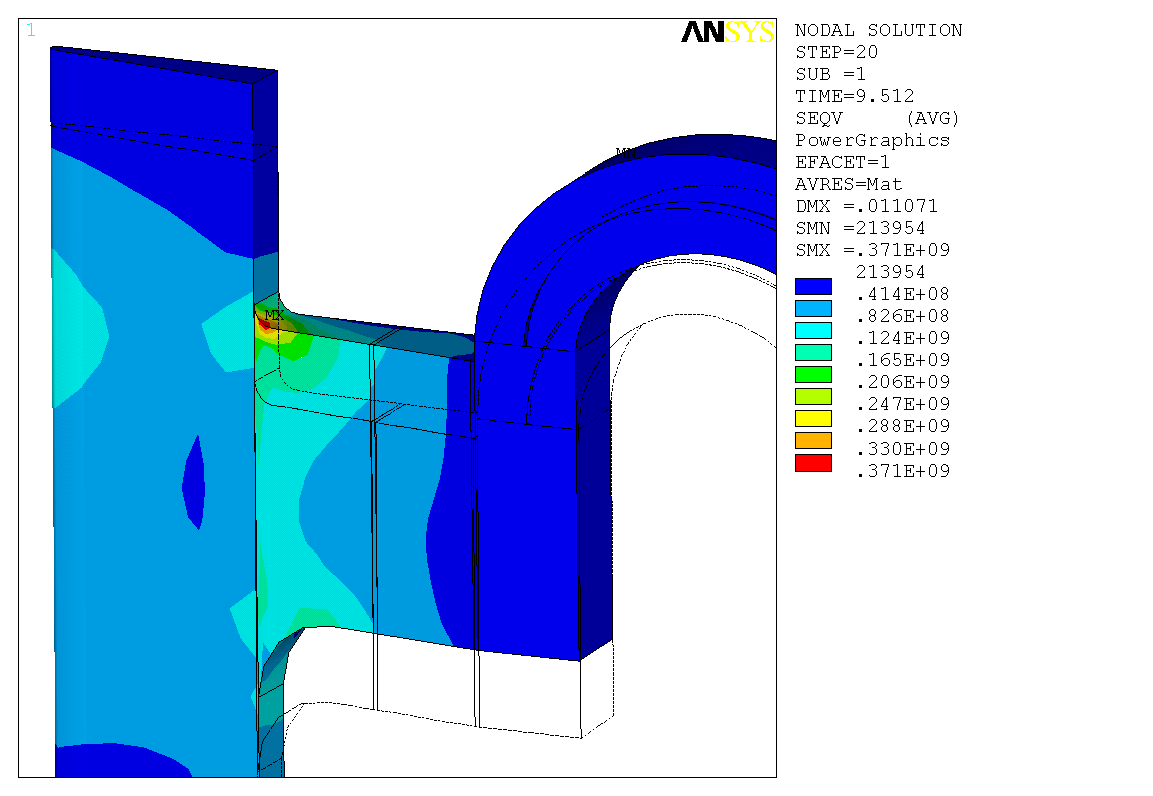 1
ANSYS
NODAL SOLUTION
STEP=20
SUB =1
TIME=9.512
SEQV (AVG)
PowerGraphics
EFACET=1
AVRES=Mat
DMX =.011071
SMN =213954
SMX =.371E+09
213954
.414E+08
.826E+08
.124E+09
.165E+09
.206E+09
.247E+09
.288E+09
.330E+09
.371E+09
MN
MX